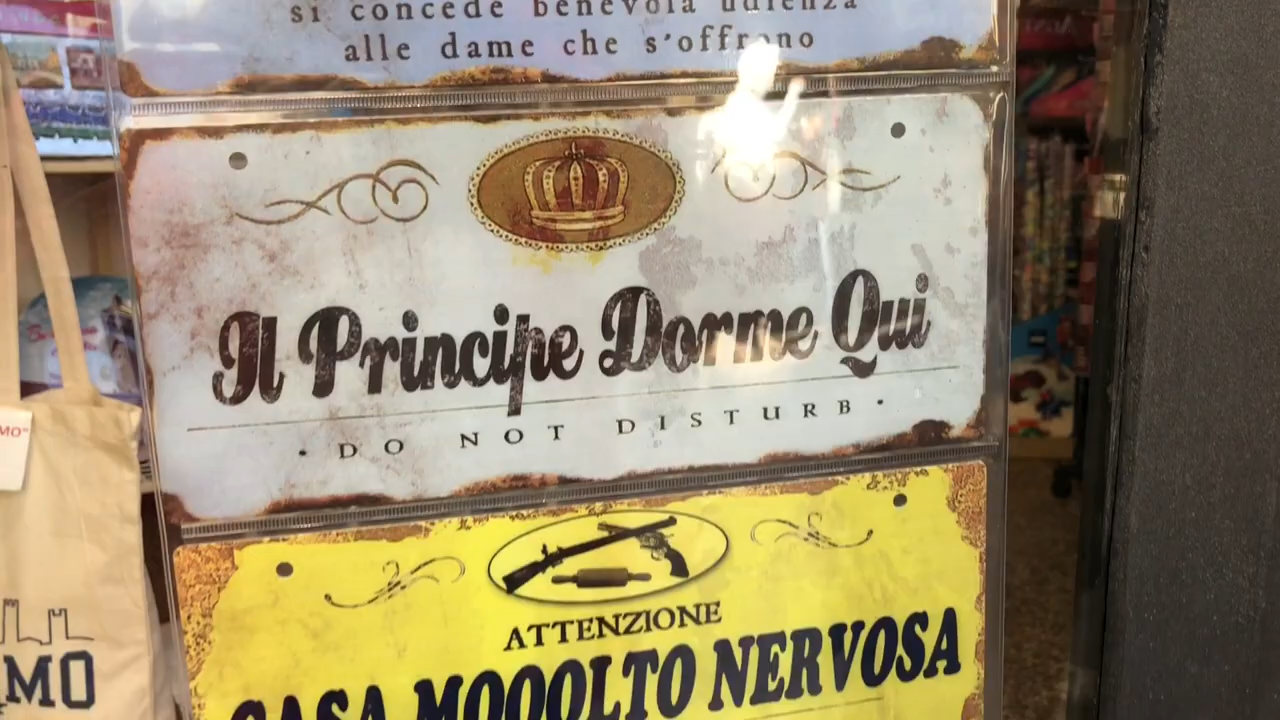 si concede benevola udienza
alle dame che s'offrono
Il Principe Dorme Qui
• DO NOT DISTURB •
ATTENZIONE
CASA MOOOLTO NERVOSA
MO"
MO